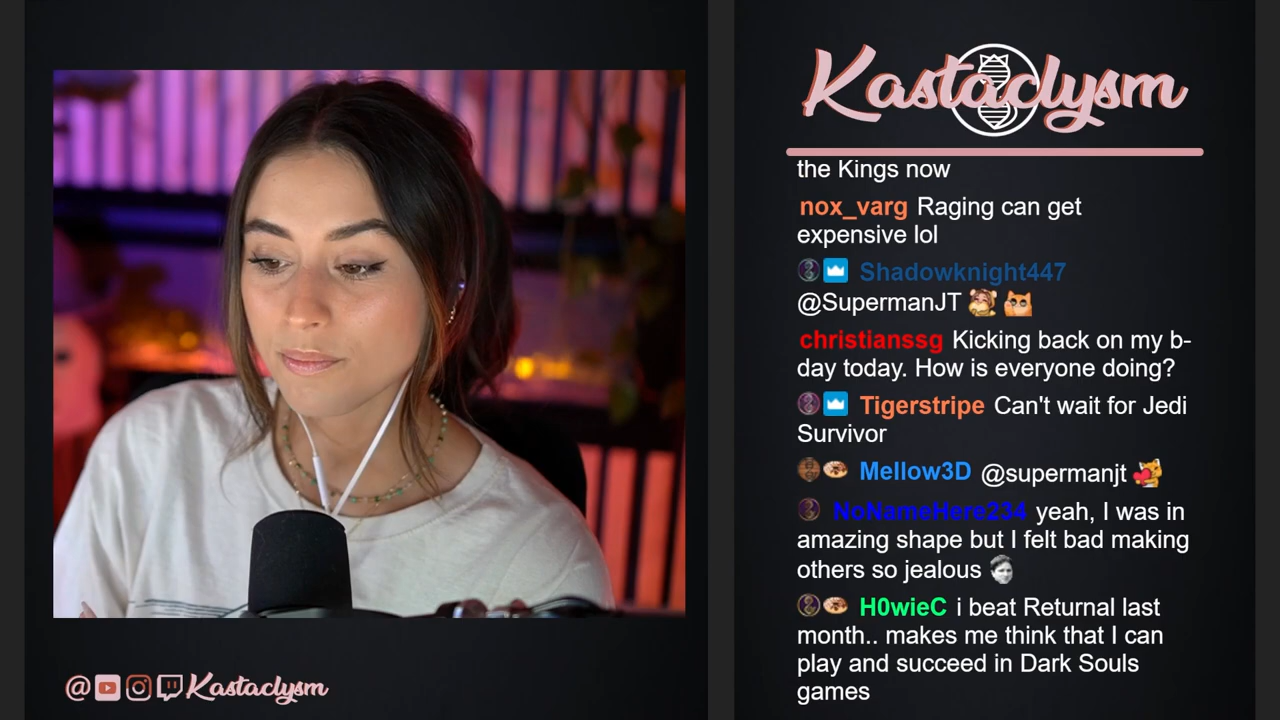 Kastaclysm
the Kings now
nox_varg Raging can get
expensive lol
Shadowknight447
@SupermanJT
christianssg Kicking back on my b-
day today. How is everyone doing?
Tigerstripe Can't wait for Jedi
Survivor
Mellow3D @supermanjt
NoNameHere234 yeah, I was in
amazing shape but I felt bad making
others so jealous
H0wieC i beat Returnal last
month.. makes me think that I can
play and succeed in Dark Souls
games
@ Kastaclysm